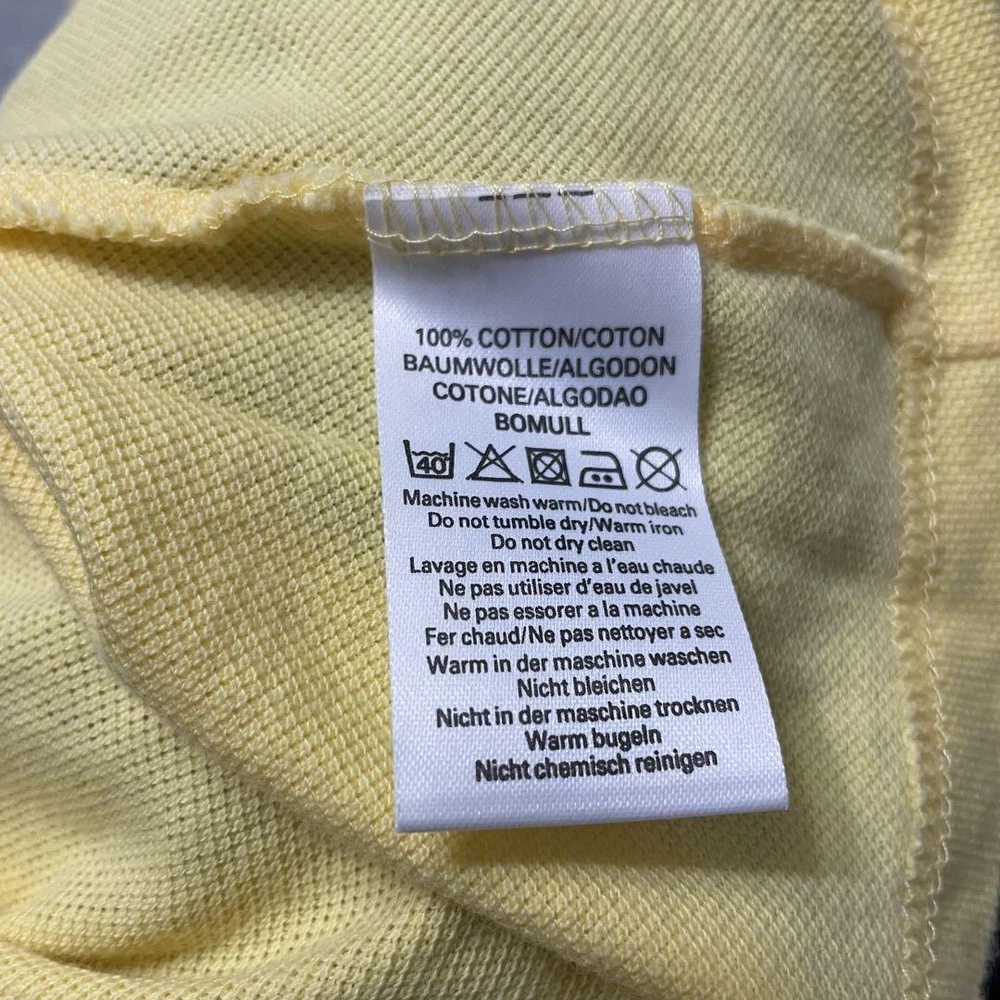 100% COTTON/COTON
BAUMWOLLE/ALGODON
COTONE/ALGODAO
BOMULL
40
Machine wash warm/Do not bleach
Do not tumble dry/Warm iron
Do not dry clean
Lavage en machine a l'eau chaude
Ne pas utiliser d'eau de javel
Ne pas essorer a la machine
Fer chaud/Ne pas nettoyer a sec
Warm in der maschine waschen
Nicht bleichen
Nicht in der maschine trocknen
Warm bugeln
Nicht chemisch reinigen